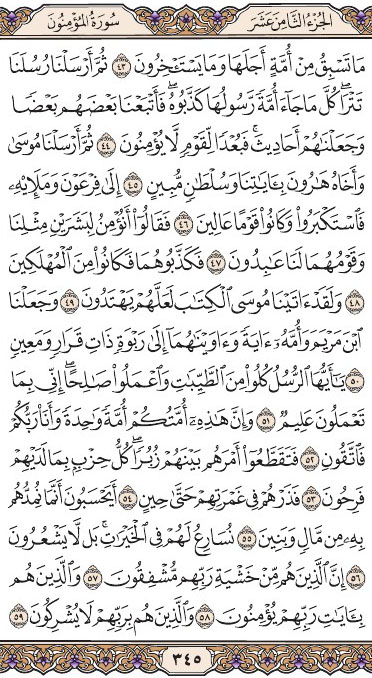 سُورَةُ المُؤْمِنُونَ الجُزْءُ الثَّامِنَ عَشَرَ
مَا تَسْبِقُ مِنْ أُمَّةٍ أَجَلَهَا وَمَا يَسْتَـْٔخِرُونَ ٤٣ ثُمَّ أَرْسَلْنَا رُسُلَنَا
تَتْرَاۖ كُلَّ مَا جَآءَ أُمَّةً رَّسُولُهَا كَذَّبُوهُۖ فَأَتْبَعْنَا بَعْضَهُم بَعْضًا
وَجَعَلْنَٰهُمْ أَحَادِيثَۚ فَبُعْدًا لِّقَوْمٍ لَّا يُؤْمِنُونَ ٤٤ ثُمَّ أَرْسَلْنَا مُوسَىٰ
وَأَخَاهُ هَٰرُونَ بِـَٔايَٰتِنَا وَسُلْطَٰنٍ مُّبِينٍ ٤٥ إِلَىٰ فِرْعَوْنَ وَمَلَإِيْهِۦ
فَٱسْتَكْبَرُوا۟ وَكَانُوا۟ قَوْمًا عَالِينَ ٤٦ فَقَالُوٓا۟ أَنُؤْمِنُ لِبَشَرَيْنِ مِثْلِنَا
وَقَوْمُهُمَا لَنَا عَٰبِدُونَ ٤٧ فَكَذَّبُوهُمَا فَكَانُوا۟ مِنَ ٱلْمُهْلَكِينَ
٤٨ وَلَقَدْ ءَاتَيْنَا مُوسَى ٱلْكِتَٰبَ لَعَلَّهُمْ يَهْتَدُونَ ٤٩ وَجَعَلْنَا
ٱبْنَ مَرْيَمَ وَأُمَّهُۥٓ ءَايَةً وَءَاوَيْنَٰهُمَآ إِلَىٰ رَبْوَةٍ ذَاتِ قَرَارٍ وَمَعِينٍ
٥٠ يَٰٓأَيُّهَا ٱلرُّسُلُ كُلُوا۟ مِنَ ٱلطَّيِّبَٰتِ وَٱعْمَلُوا۟ صَٰلِحًاۖ إِنِّى بِمَا
تَعْمَلُونَ عَلِيمٌ ٥١ وَإِنَّ هَٰذِهِۦٓ أُمَّتُكُمْ أُمَّةً وَٰحِدَةً وَأَنَا۠ رَبُّكُمْ
فَٱتَّقُونِ ٥٢ فَتَقَطَّعُوٓا۟ أَمْرَهُم بَيْنَهُمْ زُبُرًاۖ كُلُّ حِزْبٍۭ بِمَا لَدَيْهِمْ
فَرِحُونَ ٥٣ فَذَرْهُمْ فِى غَمْرَتِهِمْ حَتَّىٰ حِينٍ ٥٤ أَيَحْسَبُونَ أَنَّمَا نُمِدُّهُم
بِهِۦ مِن مَّالٍ وَبَنِينَ ٥٥ نُسَارِعُ لَهُمْ فِى ٱلْخَيْرَٰتِۚ بَل لَّا يَشْعُرُونَ
٥٦ إِنَّ ٱلَّذِينَ هُم مِّنْ خَشْيَةِ رَبِّهِم مُّشْفِقُونَ ٥٧ وَٱلَّذِينَ هُم
بِـَٔايَٰتِ رَبِّهِمْ يُؤْمِنُونَ ٥٨ وَٱلَّذِينَ هُم بِرَبِّهِمْ لَا يُشْرِكُونَ ٥٩
٣٤٥